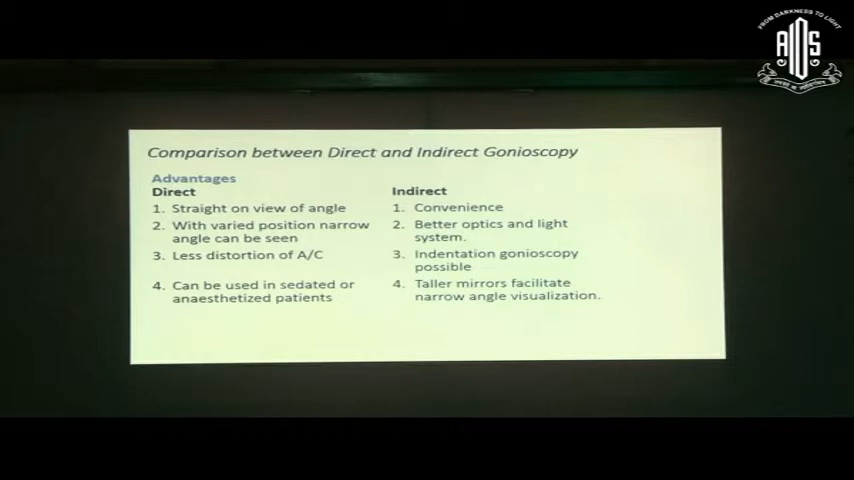 FROM DARKNESS TO LIGHT
AIOS
Comparison between Direct and Indirect Gonioscopy
Advantages
Direct
1. Straight on view of angle
2. With varied position narrow
angle can be seen
3. Less distortion of A/C
4. Can be used in sedated or
anaesthetized patients
Indirect
1. Convenience
2. Better optics and light
system.
3. Indentation gonioscopy
possible
4. Taller mirrors facilitate
narrow angle visualization.